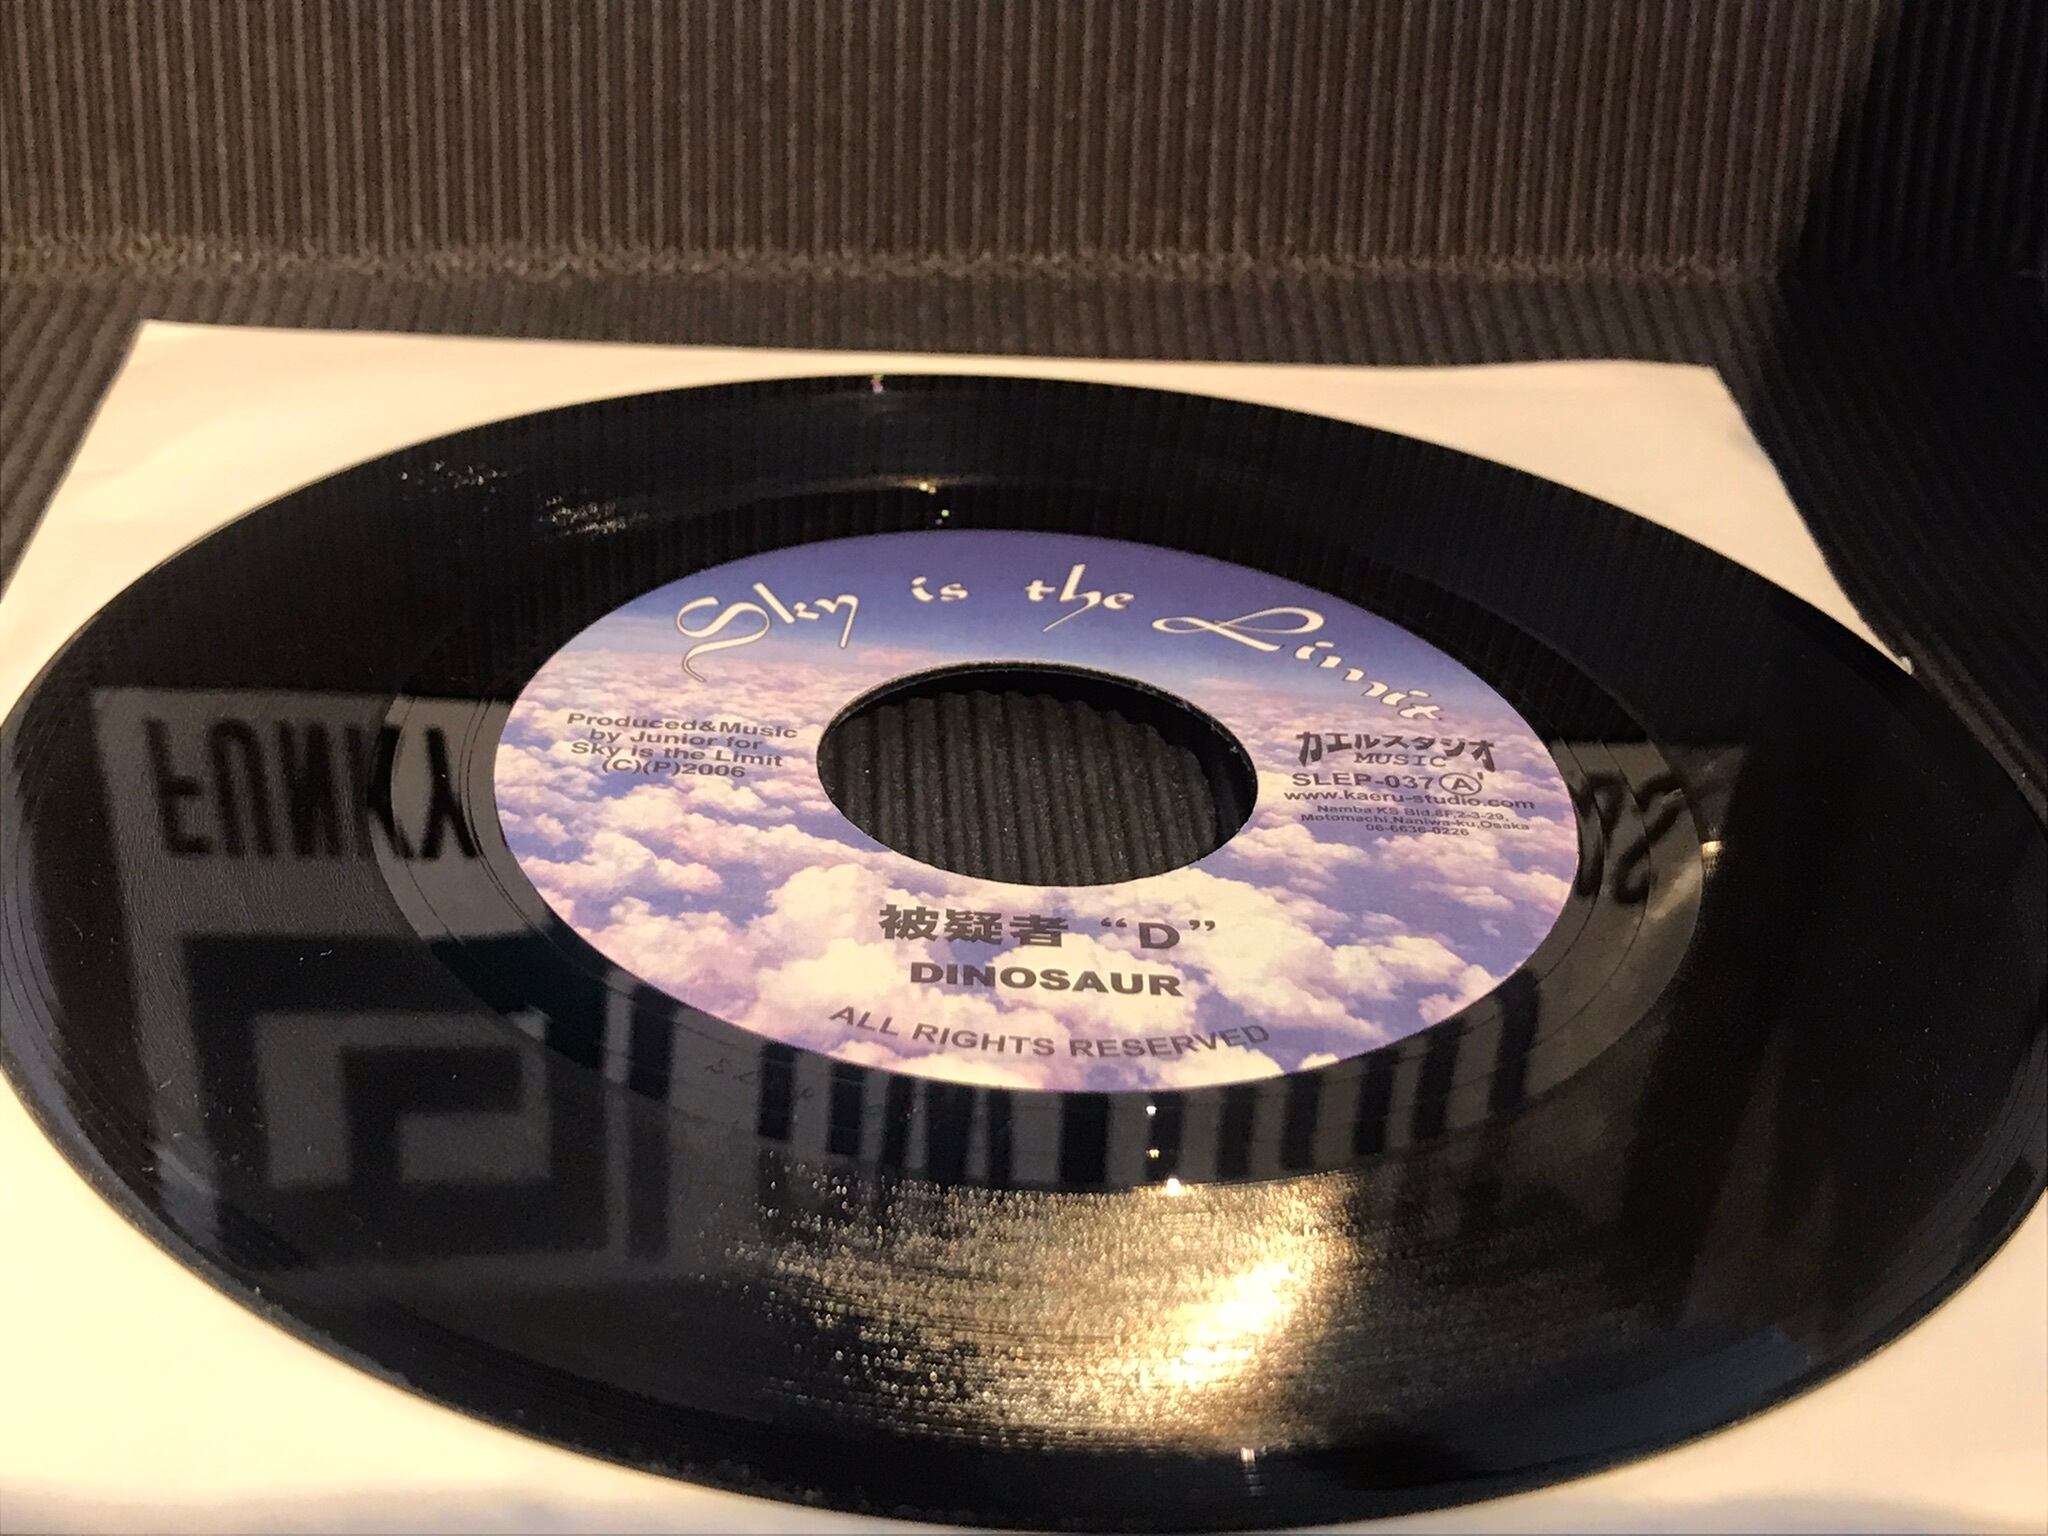 Sky is the Limit
Produced&Music
by Junior for
Sky is the Limit
(C)(P)2006
カエルスタジオ
MUSIC
SLEP-037 A'
www.kaeru-studio.com
Namba KS Bld.8F,2-3-29,
Motomachi,Naniwa-ku,Osaka
06-6636-0226
被疑者 “D”
DINOSAUR
ALL RIGHTS RESERVED
FUNKY